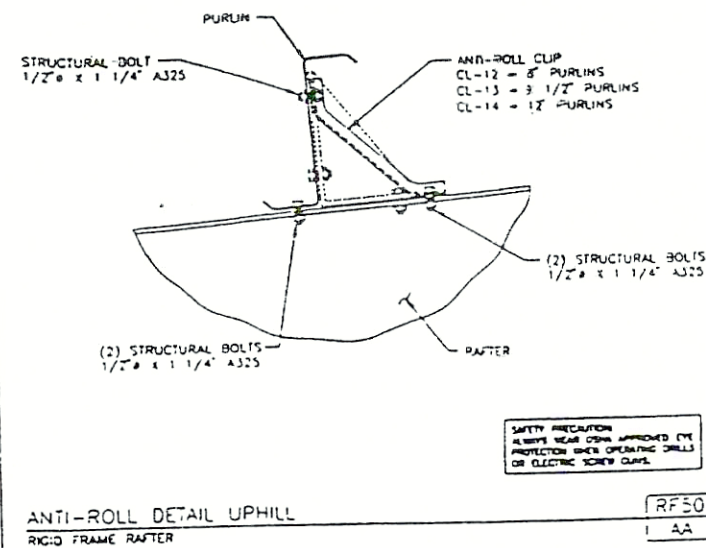 PURLIN
STRUCTURAL BOLT
1/2"ø X 1 1/4" A325
ANTI-ROLL CLIP
CL-12 = 8" PURLINS
CL-13 = 9 1/2" PURLINS
CL-14 = 12" PURLINS
(2) STRUCTURAL BOLTS
1/2"ø X 1 1/4" A325
(2) STRUCTURAL BOLTS
1/2"ø X 1 1/4" A325
RAFTER
SAFETY PRECAUTION
ALWAYS WEAR OSHA APPROVED EYE
PROTECTION WHEN OPERATING DRILLS
OR ELECTRIC SCREW GUNS.
ANTI-ROLL DETAIL UPHILL
RIGID FRAME RAFTER
AA